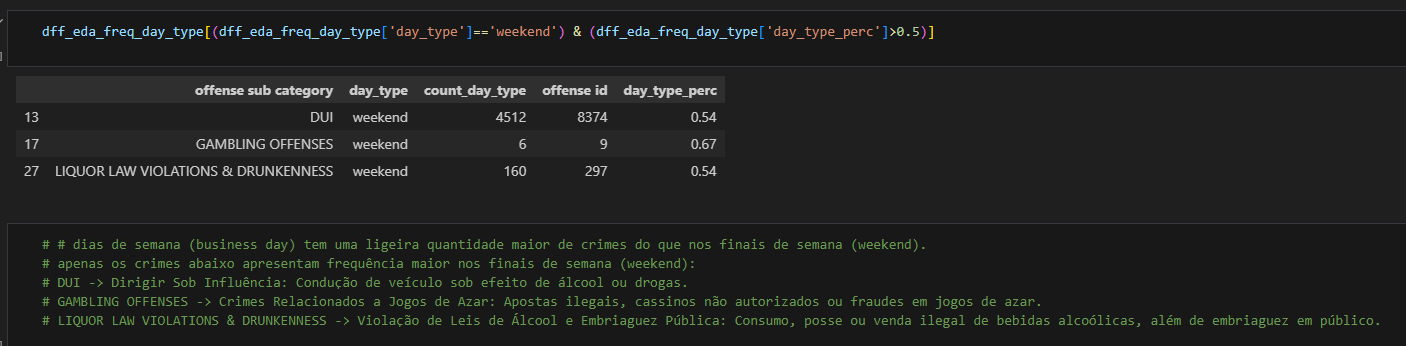 dff_eda_freq_day_type[(dff_eda_freq_day_type['day_type']=='weekend') & (dff_eda_freq_day_type['day_type_perc']>0.5)]
offense sub category day_type count_day_type offense id day_type_perc
13 DUI weekend 4512 8374 0.54
17 GAMBLING OFFENSES weekend 6 9 0.67
27 LIQUOR LAW VIOLATIONS & DRUNKENNESS weekend 160 297 0.54
# # dias de semana (business day) tem uma ligeira quantidade maior de crimes do que nos finais de semana (weekend).
# apenas os crimes abaixo apresentam frequência maior nos finais de semana (weekend):
# DUI -> Dirigir Sob Influência: Condução de veículo sob efeito de álcool ou drogas.
# GAMBLING OFFENSES -> Crimes Relacionados a Jogos de Azar: Apostas ilegais, cassinos não autorizados ou fraudes em jogos de azar.
# LIQUOR LAW VIOLATIONS & DRUNKENNESS -> Violação de Leis de Álcool e Embriaguez Pública: Consumo, posse ou venda ilegal de bebidas alcoólicas, além de embriaguez em público.